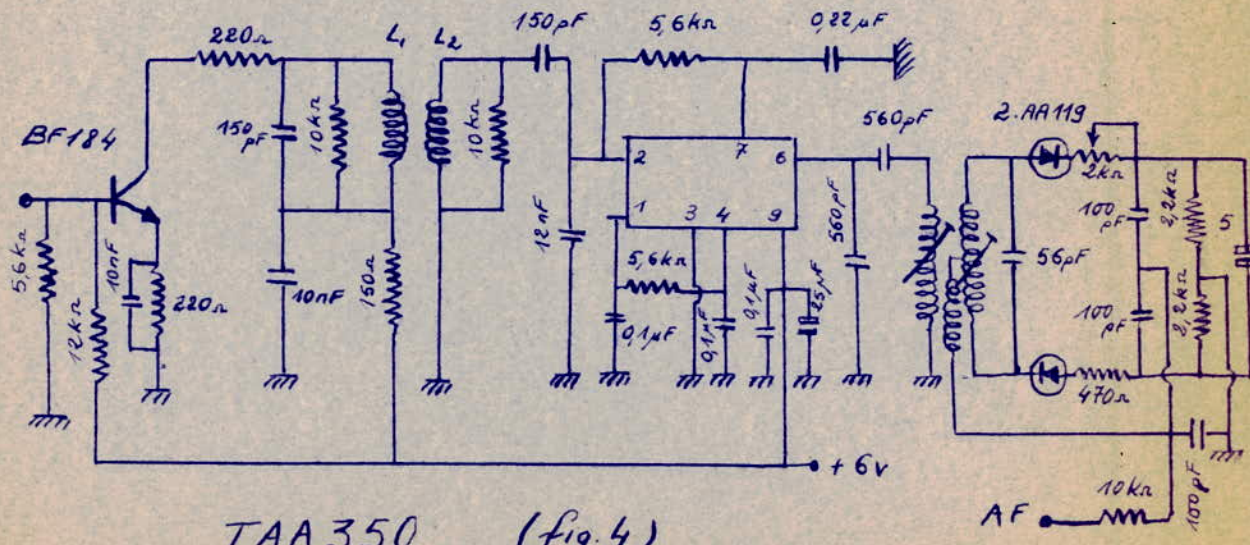 220Ω
L1
L2
150pF
5,6kΩ
0,22µF
BF184
150
pF
10kΩ
10kΩ
560pF
2.AA119
2
7
6
1
3
4
9
2kΩ
100
pF
2,2kΩ
5
5,6kΩ
12kΩ
10nF
220Ω
10nF
150Ω
12nF
5,6kΩ
0,1µF
0,1µF
0,1µF
25µF
560pF
56pF
100
pF
2,2kΩ
470Ω
+ 6v
100pF
10kΩ
AF
TAA350 (fig.4)